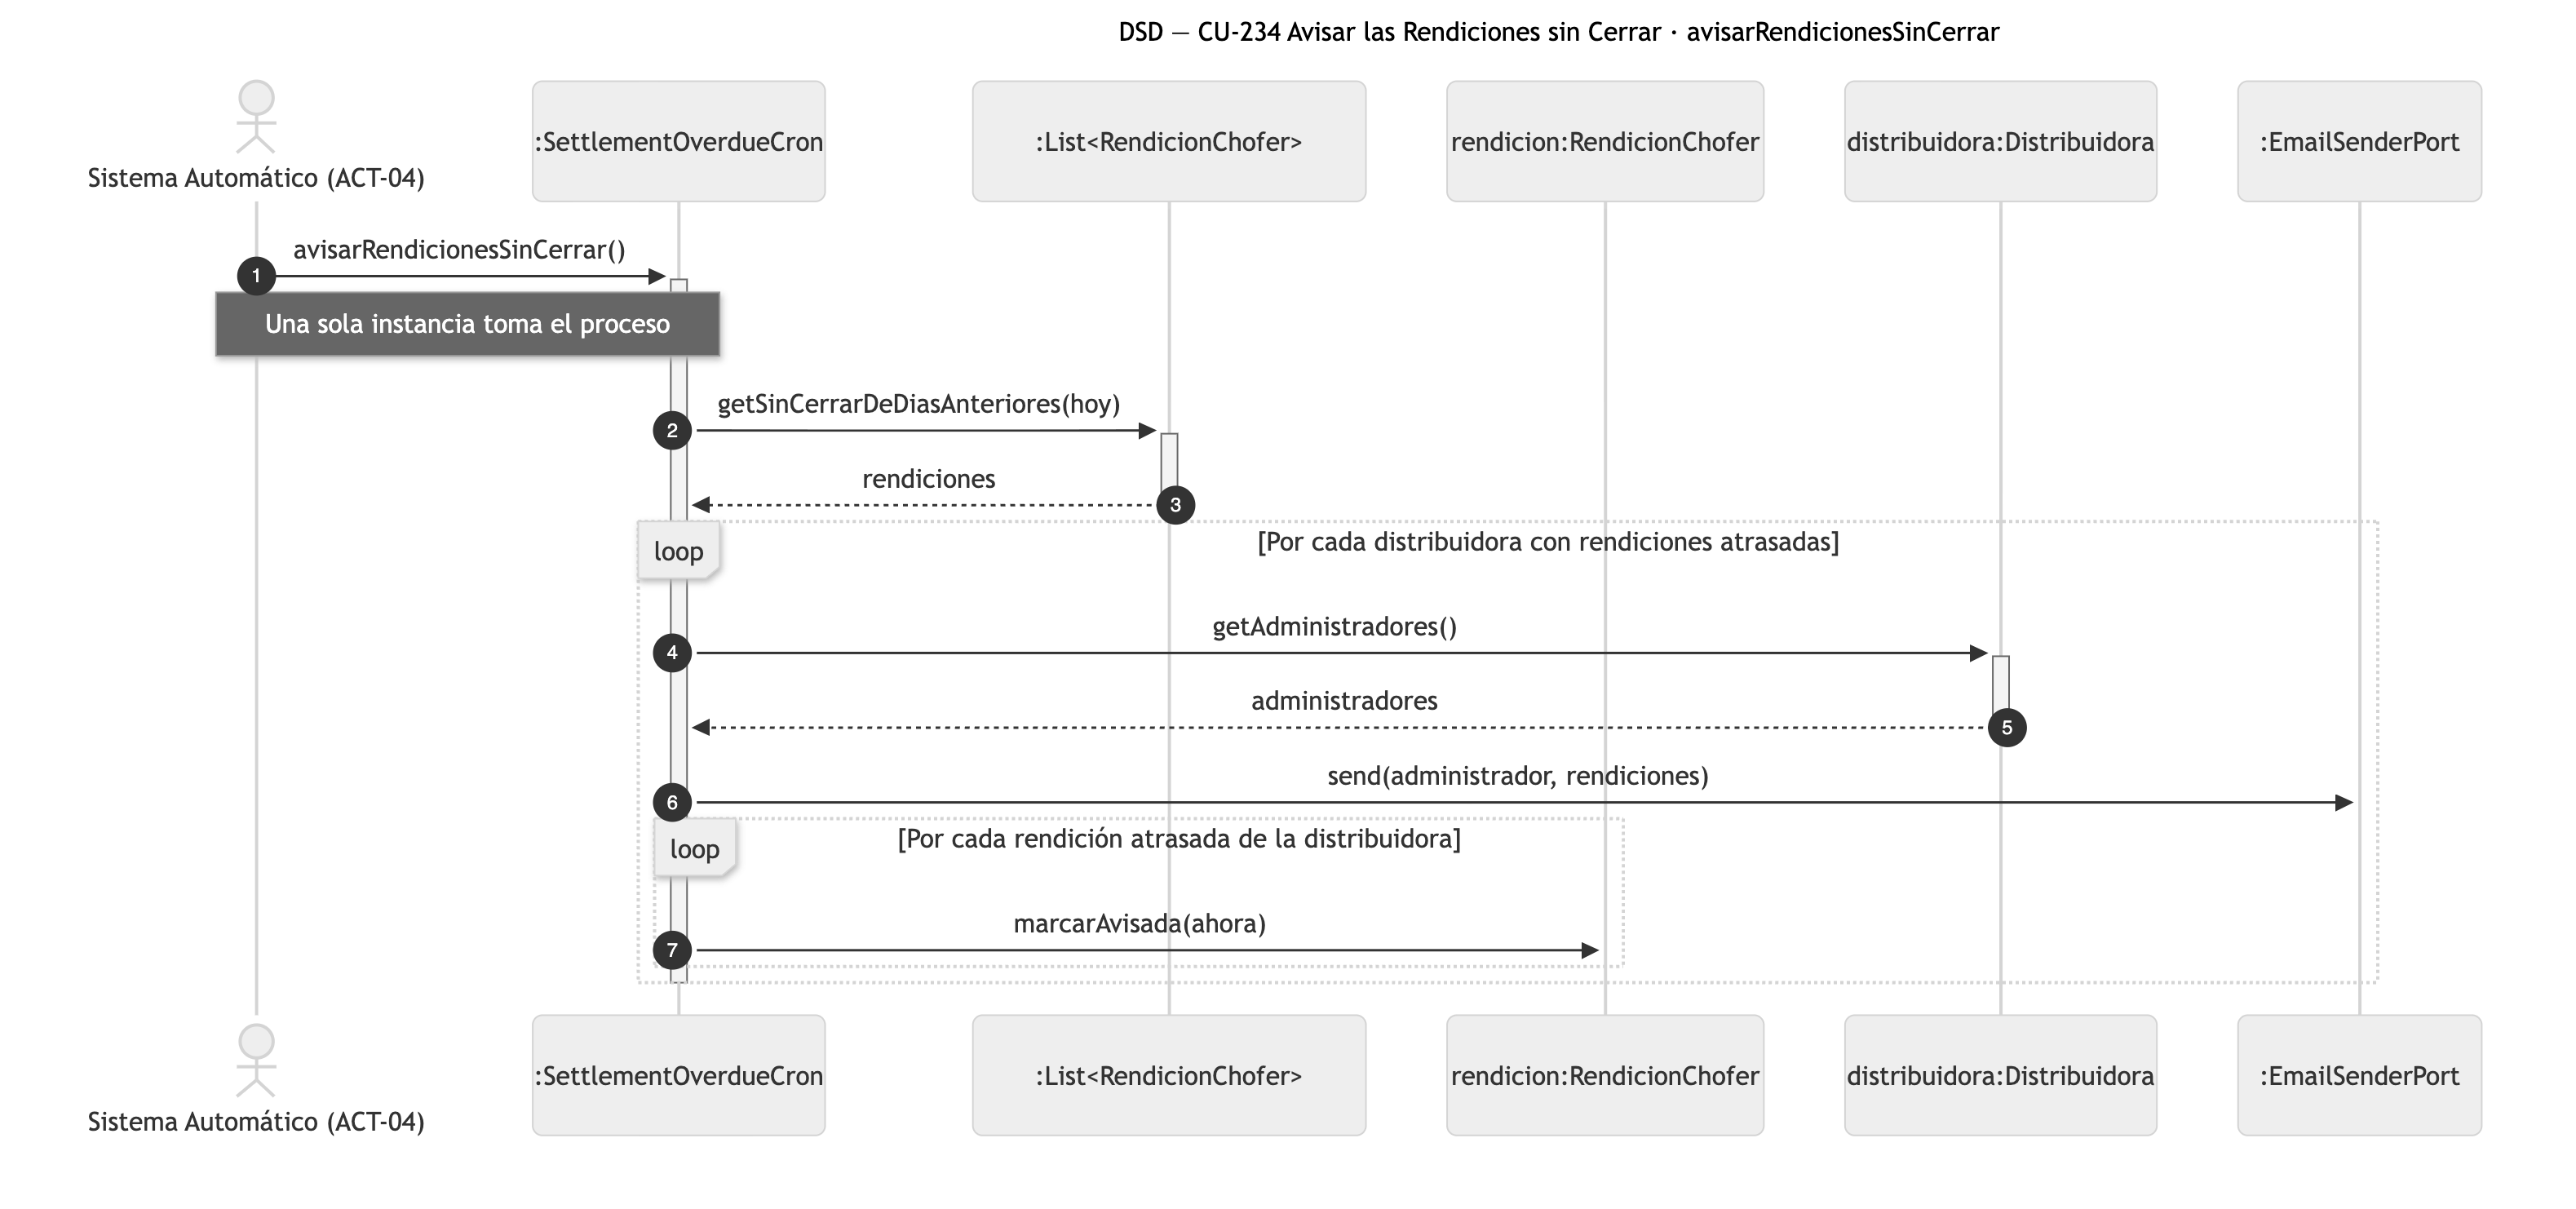 DSD — CU-234 Avisar las Rendiciones sin Cerrar · avisarRendicionesSinCerrar
Sistema Automático (ACT-04)
:SettlementOverdueCron
:List<RendicionChofer>
rendicion:RendicionChofer
distribuidora:Distribuidora
:EmailSenderPort
avisarRendicionesSinCerrar()
1
Una sola instancia toma el proceso
getSinCerrarDeDiasAnteriores(hoy)
2
rendiciones
3
loop
[Por cada distribuidora con rendiciones atrasadas]
getAdministradores()
4
administradores
5
send(administrador, rendiciones)
6
loop
[Por cada rendición atrasada de la distribuidora]
marcarAvisada(ahora)
7
Sistema Automático (ACT-04)
:SettlementOverdueCron
:List<RendicionChofer>
rendicion:RendicionChofer
distribuidora:Distribuidora
:EmailSenderPort